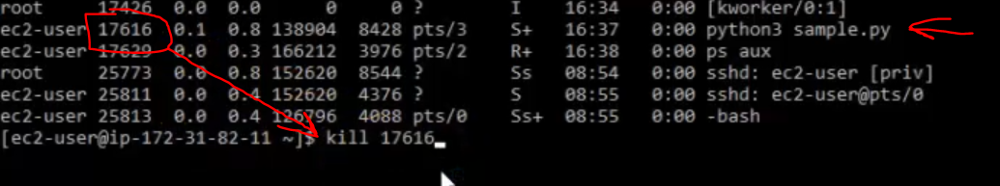 root 17426 0.0 0.0 0 0 ? I 16:34 0:00 [kworker/0:1]
ec2-user 17616 0.1 0.8 138904 8428 pts/3 S+ 16:37 0:00 python3 sample.py
ec2-user 17629 0.0 0.3 166212 3976 pts/2 R+ 16:38 0:00 ps aux
root 25773 0.0 0.8 152620 8544 ? Ss 08:54 0:00 sshd: ec2-user [priv]
ec2-user 25811 0.0 0.4 152620 4376 ? S 08:55 0:00 sshd: ec2-user@pts/0
ec2-user 25813 0.0 0.4 126796 4088 pts/0 Ss+ 08:55 0:00 -bash
[ec2-user@ip-172-31-82-11 ~]$ kill 17616